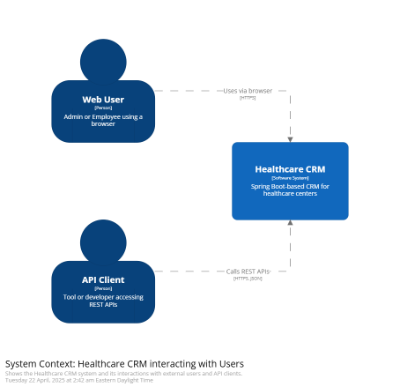 Web User
[Person]
Admin or Employee using a
browser
Uses via browser
[HTTPS]
Healthcare CRM
[Software System]
Spring Boot-based CRM for
healthcare centers
API Client
[Person]
Tool or developer accessing
REST APIs
Calls REST APIs
[HTTPS, JSON]
System Context: Healthcare CRM interacting with Users
Shows the Healthcare CRM system and its interactions with external users and API clients.
Tuesday 22 April 2025 at 2:42 am Eastern Daylight Time